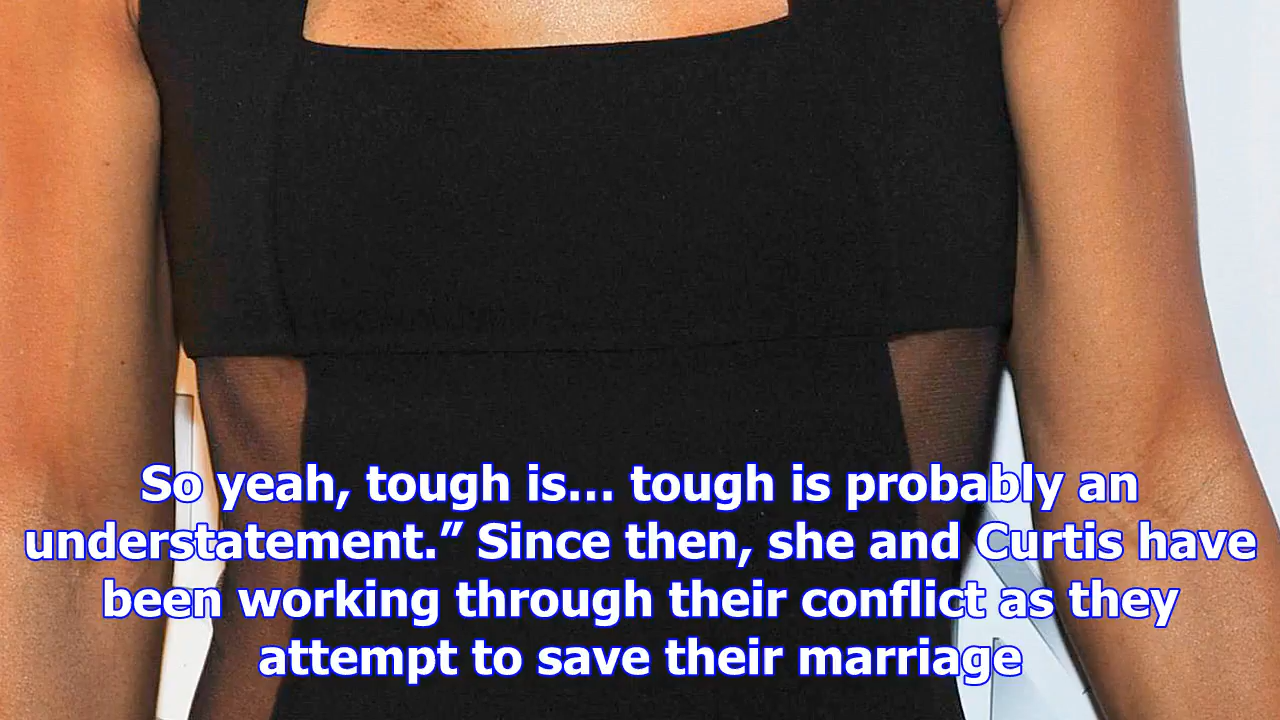 So yeah, tough is... tough is probably an
understatement.” Since then, she and Curtis have
been working through their conflict as they
attempt to save their marriage